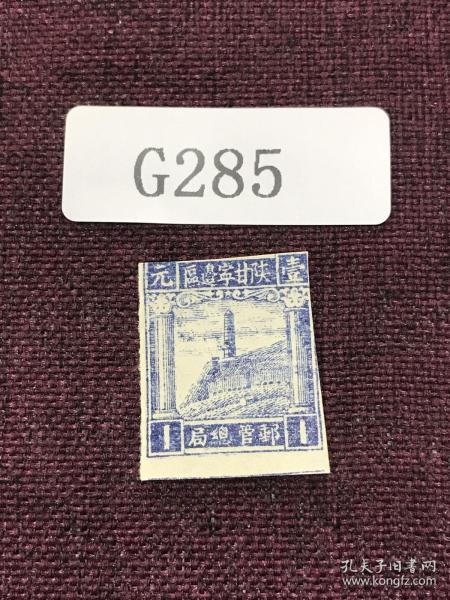 G285
元 區邊寧甘陝 壹
1 局總管郵 1
孔夫子旧书网
www.kongfz.com